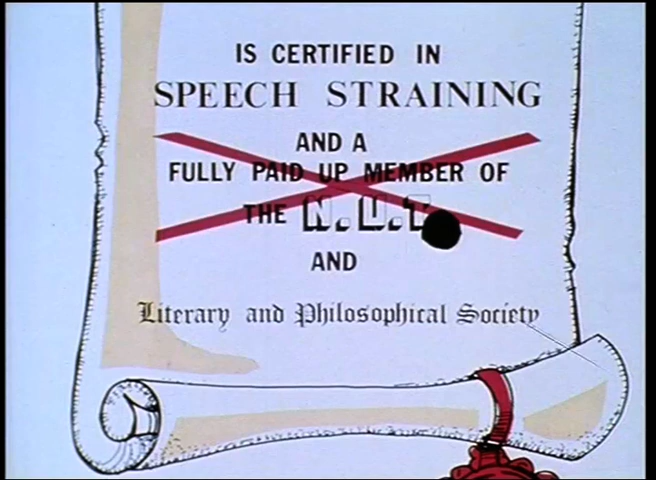 IS CERTIFIED IN
SPEECH STRAINING
AND A
FULLY PAID UP MEMBER OF
THE N.U.T
AND
Literary and Philosophical Society